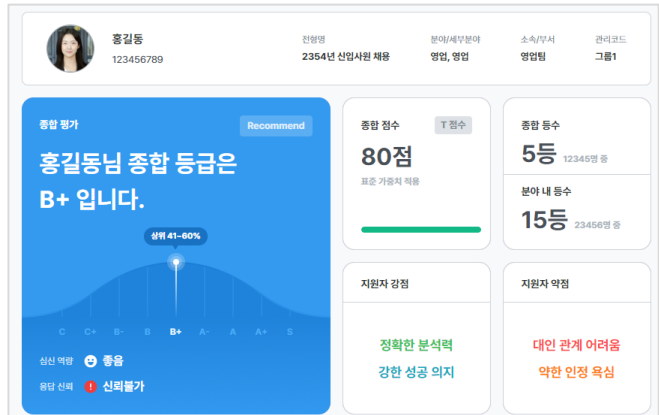 홍길동
123456789
전형명
2354년 신입사원 채용
분야/세부분야
영업, 영업
소속/부서
영업팀
관리코드
그룹1
종합 평가
Recommend
홍길동님 종합 등급은
B+ 입니다.
상위 41~60%
C C+ B- B B+ A- A A+ S
심신 역량 좋음
응답 신뢰 신뢰불가
종합 점수
T 점수
80점
표준 가중치 적용
종합 등수
5등 12345명 중
분야 내 등수
15등 23456명 중
지원자 강점
정확한 분석력
강한 성공 의지
지원자 약점
대인 관계 어려움
약한 인정 욕심